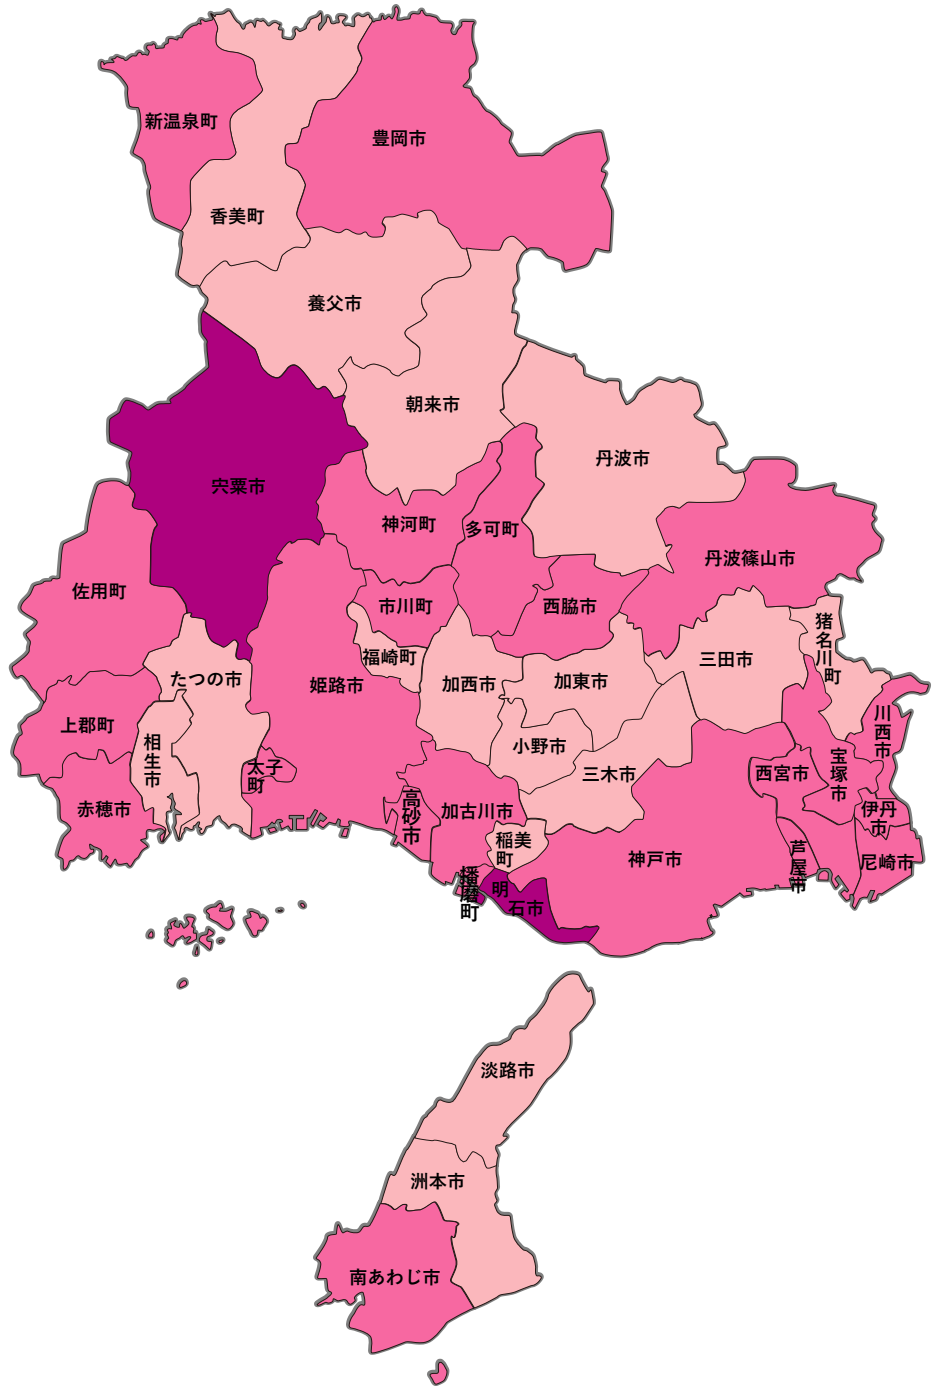 新温泉町
豊岡市
香美町
養父市
朝来市
丹波市
宍粟市
神河町
多可町
丹波篠山市
佐用町
市川町
西脇市
猪名川町
福崎町
三田市
たつの市
姫路市
加西市
加東市
上郡町
川西市
相生市
小野市
太子町
三木市
西宮市
宝塚市
赤穂市
高砂市
加古川市
伊丹市
稲美町
神戸市
芦屋市
尼崎市
播磨町
明石市
淡路市
洲本市
南あわじ市